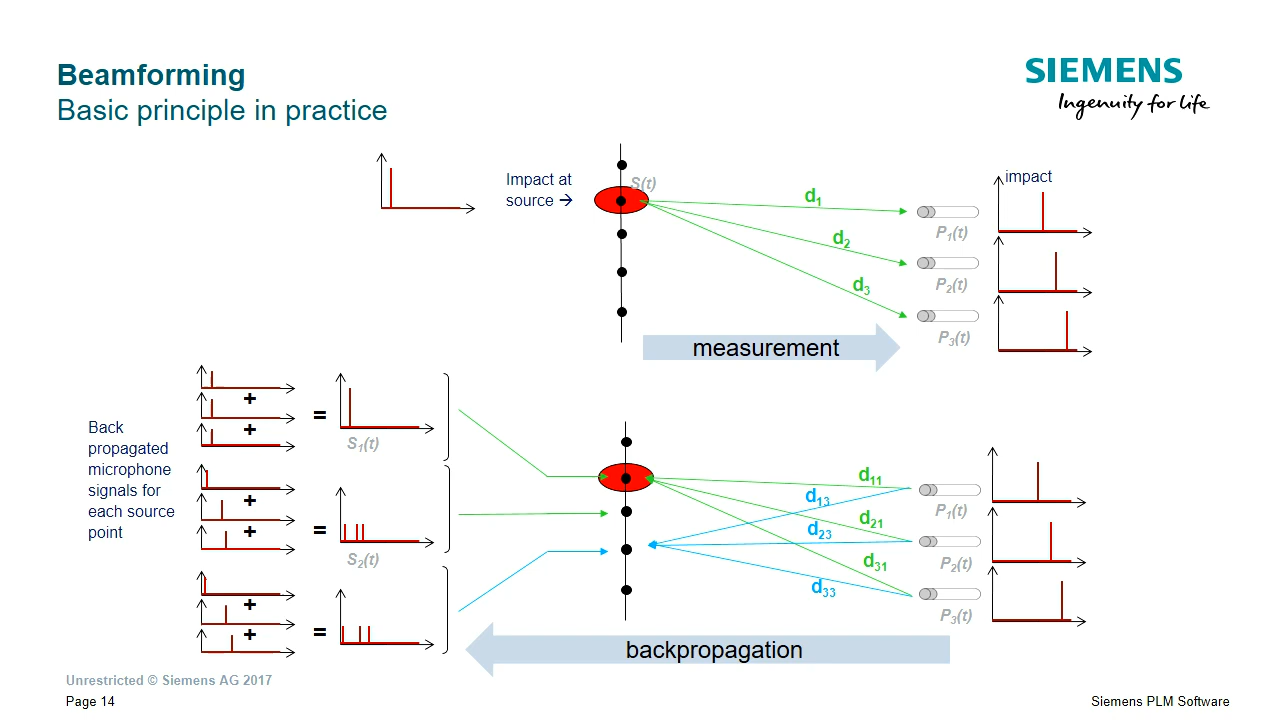 Beamforming
Basic principle in practice
SIEMENS
Ingenuity for life
Impact at
source →
S(t)
d1
d2
d3
P1(t)
P2(t)
P3(t)
impact
measurement
Back
propagated
microphone
signals for
each source
point
+
+
=
S1(t)
+
+
=
S2(t)
+
+
=
d11
d13
d21
d23
d31
d33
P1(t)
P2(t)
P3(t)
backpropagation
Unrestricted © Siemens AG 2017
Page 14
Siemens PLM Software